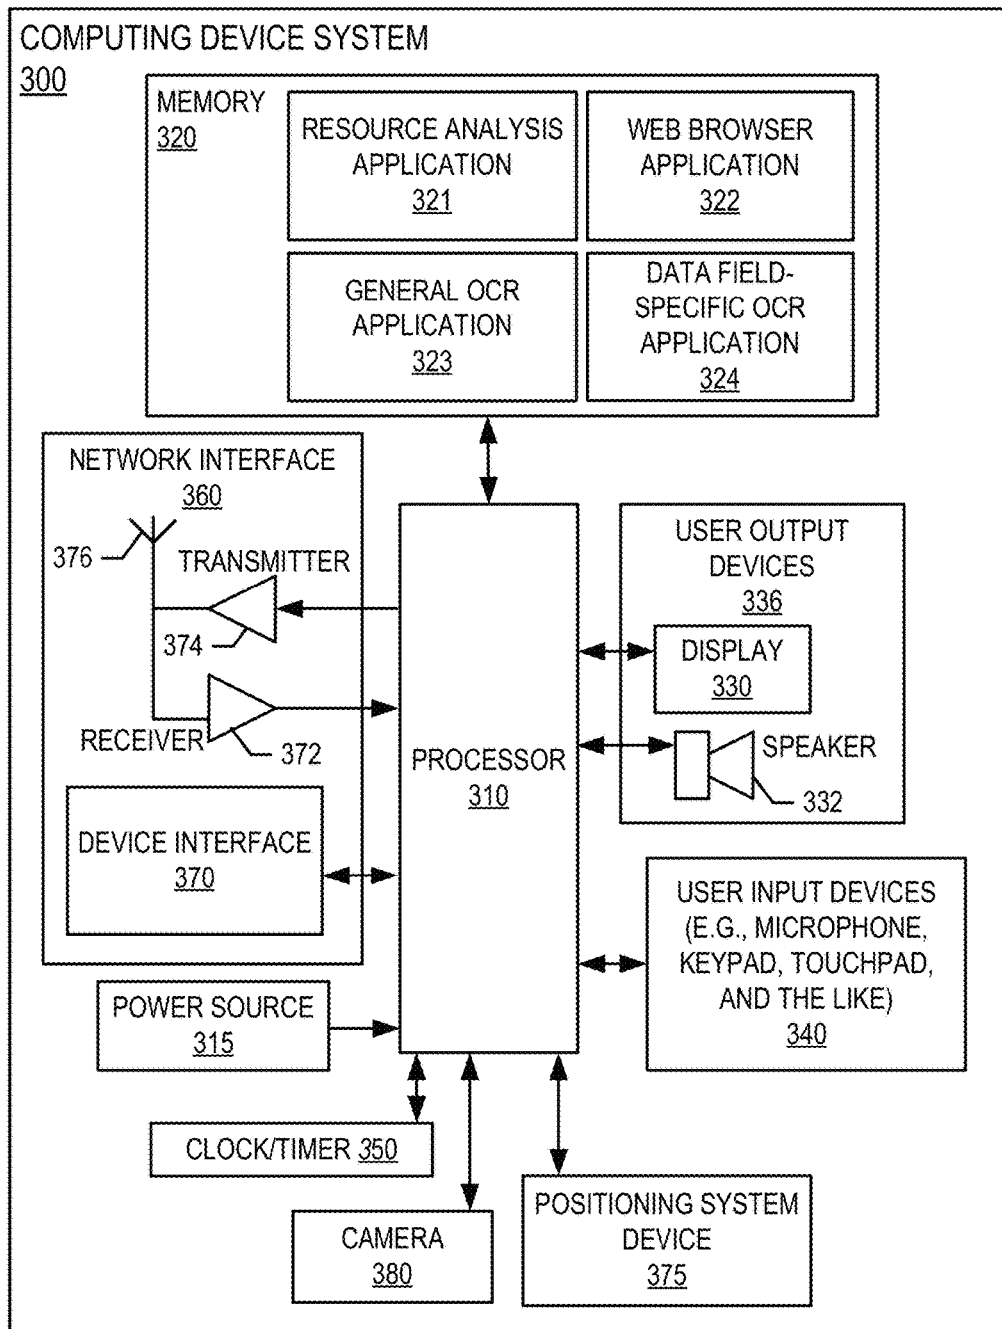 COMPUTING DEVICE SYSTEM
300
MEMORY
320
RESOURCE ANALYSIS
APPLICATION
321
WEB BROWSER
APPLICATION
322
GENERAL OCR
APPLICATION
323
DATA FIELD-
SPECIFIC OCR
APPLICATION
324
NETWORK INTERFACE
360
376
TRANSMITTER
374
RECEIVER
372
DEVICE INTERFACE
370
PROCESSOR
310
USER OUTPUT
DEVICES
336
DISPLAY
330
SPEAKER
332
USER INPUT DEVICES
(E.G., MICROPHONE,
KEYPAD, TOUCHPAD,
AND THE LIKE)
340
POWER SOURCE
315
CLOCK/TIMER 350
CAMERA
380
POSITIONING SYSTEM
DEVICE
375